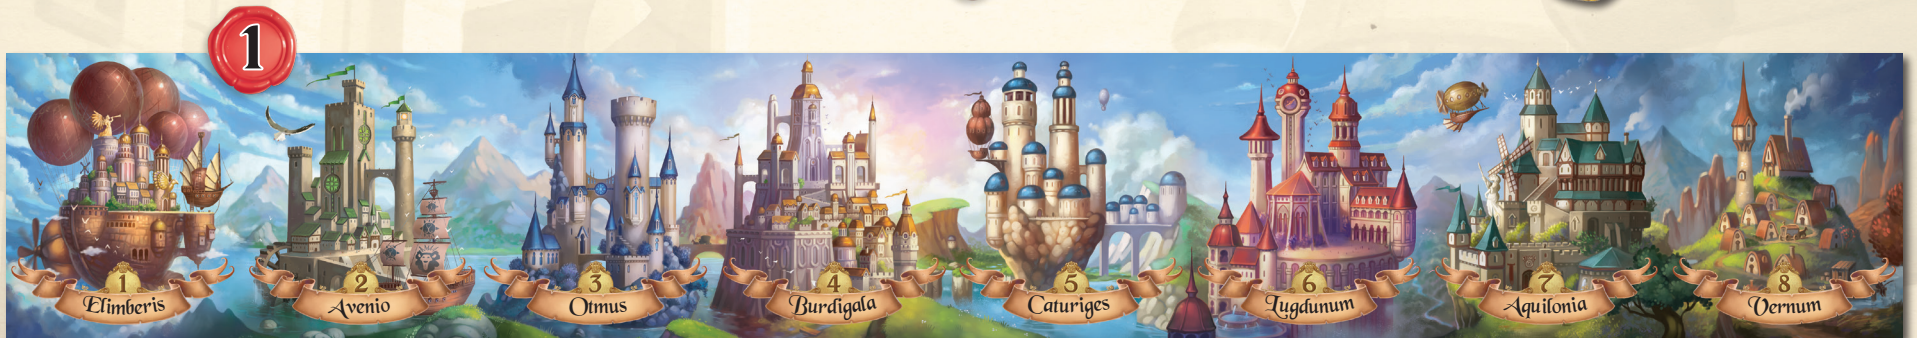 1
1
Elimberis
2
Avenio
3
Otmus
4
Burdigala
5
Caturiges
6
Lugdunum
7
Aquilonia
8
Vernum